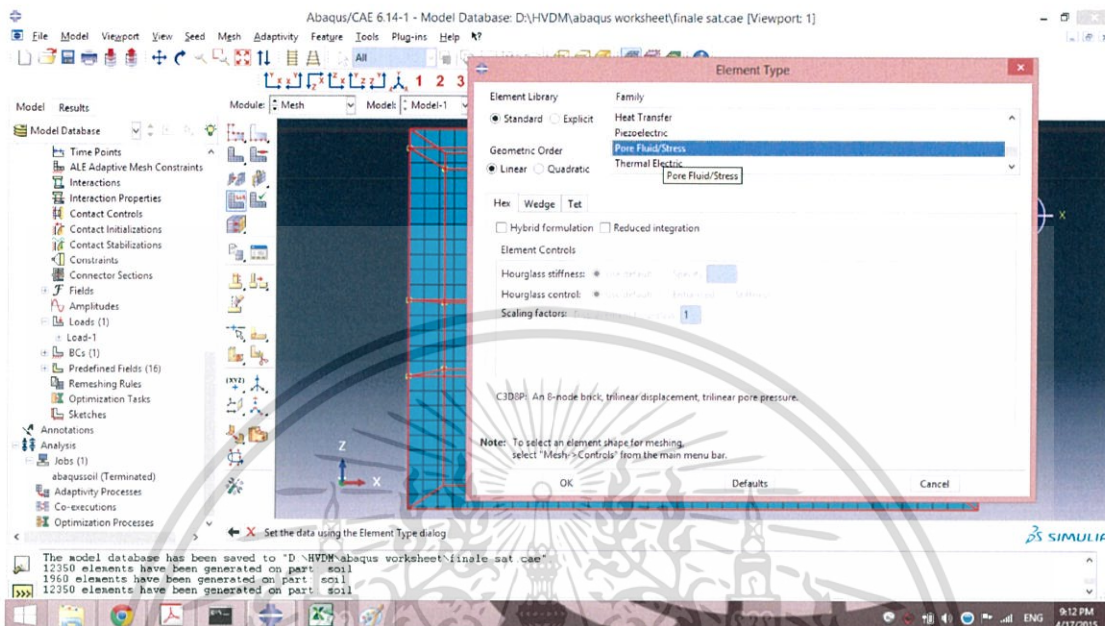 Abaqus/CAE 6.14-1 - Model Database: D:\HVDM\abaqus worksheet\finale sat.cae [Viewport: 1]
File Model Viewport View Seed Mesh Adaptivity Feature Tools Plug-ins Help
All
1 2 3
Model Results
Module: Mesh Model: Model-1
Model Database
Time Points
ALE Adaptive Mesh Constraints
Interactions
Interaction Properties
Contact Controls
Contact Initializations
Contact Stabilizations
Constraints
Connector Sections
Fields
Amplitudes
Loads (1)
Load-1
BCs (1)
Predefined Fields (16)
Remeshing Rules
Optimization Tasks
Sketches
Annotations
Analysis
Jobs (1)
abaqussoil (Terminated)
Adaptivity Processes
Co-executions
Optimization Processes
(XYZ)
Z
X
X
Element Type
Element Library
Standard Explicit
Geometric Order
Linear Quadratic
Family
Heat Transfer
Piezoelectric
Pore Fluid/Stress
Thermal Electric
Pore Fluid/Stress
Hex Wedge Tet
Hybrid formulation Reduced integration
Element Controls
Hourglass stiffness:
Hourglass control:
Scaling factors: 1
C3D8P: An 8-node brick, trilinear displacement, trilinear pore pressure.
Note: To select an element shape for meshing,
select "Mesh->Controls" from the main menu bar.
OK Defaults Cancel
Set the data using the Element Type dialog
SIMULIA
The model database has been saved to "D:\HVDM\abaqus worksheet\finale sat.cae".
12350 elements have been generated on part: soil
1960 elements have been generated on part: soil
12350 elements have been generated on part: soil
ENG 9:12 PM
4/17/2015